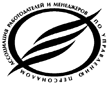 АССОЦИАЦИЯ РАБОТОДАТЕЛЕЙ И МЕНЕДЖЕРОВ ПО УПРАВЛЕНИЮ ПЕРСОНАЛОМ